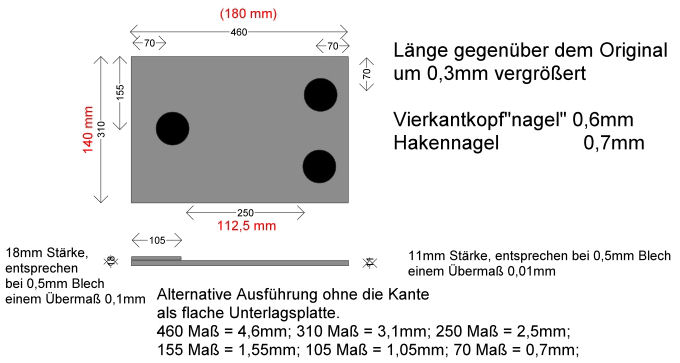 (180 mm)
460
70
70
70
155
310
140 mm
250
112,5 mm
Länge gegenüber dem Original
um 0,3mm vergrößert
Vierkantkopf"nagel" 0,6mm
Hakennagel 0,7mm
105
18
11
18mm Stärke,
entsprechen
bei 0,5mm Blech
einem Übermaß 0,1mm
11mm Stärke, entsprechen bei 0,5mm Blech
einem Übermaß 0,01mm
Alternative Ausführung ohne die Kante
als flache Unterlagsplatte.
460 Maß = 4,6mm; 310 Maß = 3,1mm; 250 Maß = 2,5mm;
155 Maß = 1,55mm; 105 Maß = 1,05mm; 70 Maß = 0,7mm;